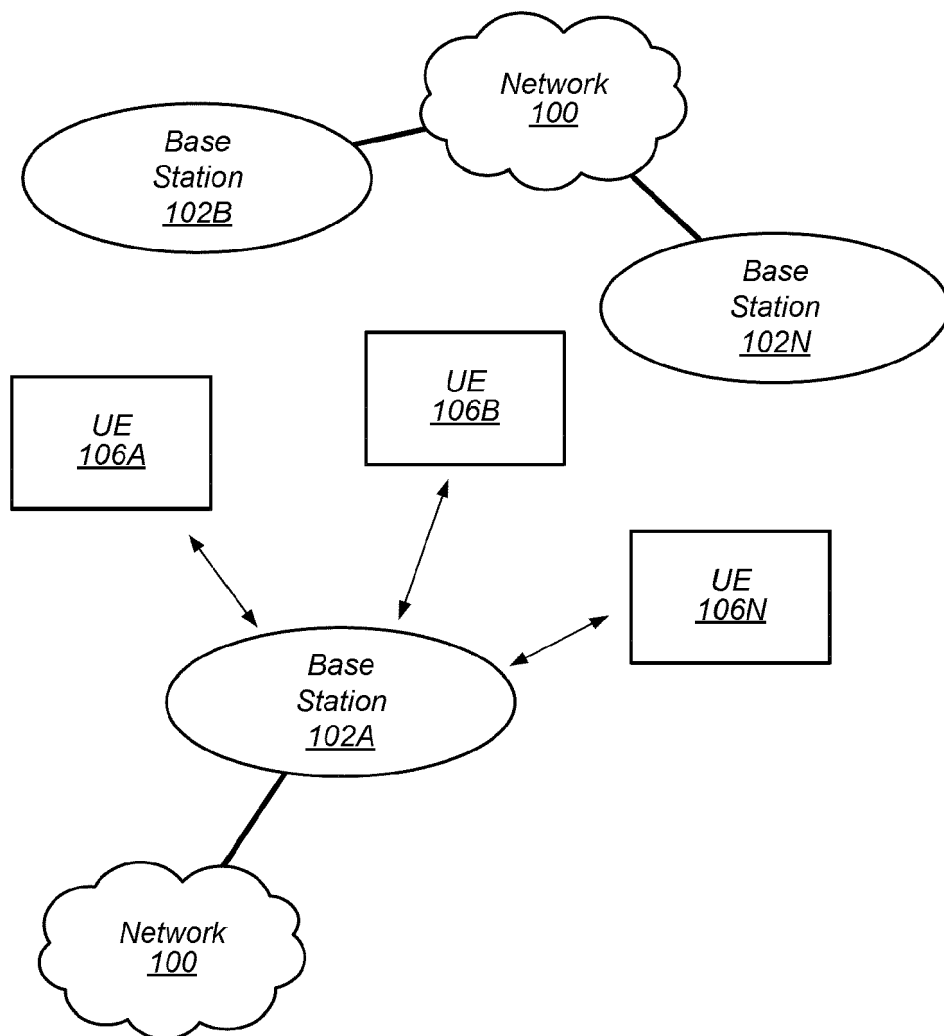 Network
100
Base
Station
102B
Base
Station
102N
UE
106B
UE
106A
UE
106N
Base
Station
102A
Network
100